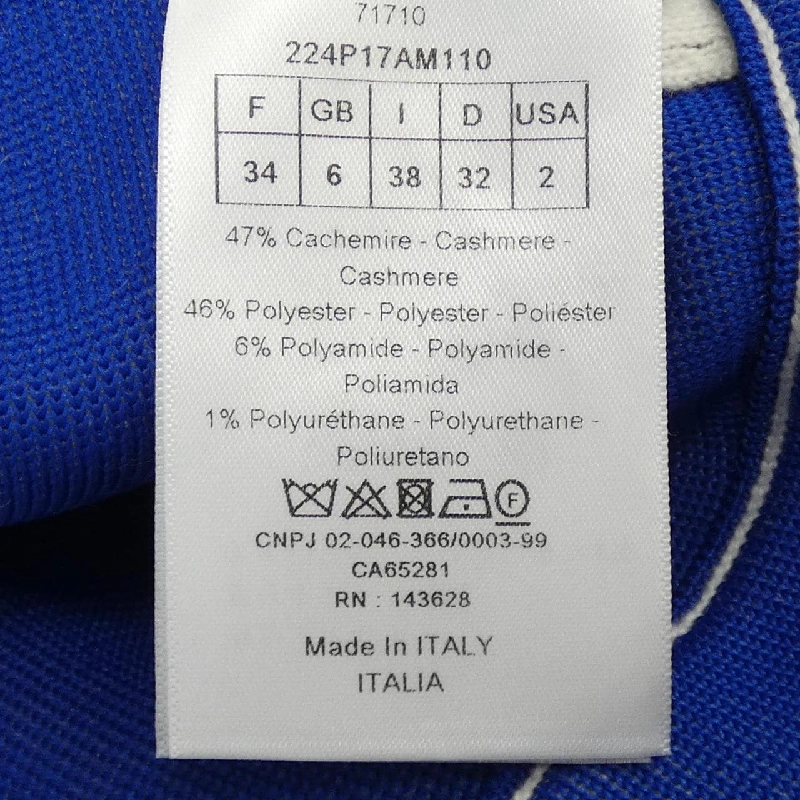 71710
224P17AM110
F GB I D USA
34 6 38 32 2
47% Cachemire - Cashmere -
Cashmere
46% Polyester - Polyester - Poliéster
6% Polyamide - Polyamide -
Poliamida
1% Polyuréthane - Polyurethane -
Poliuretano
F
CNPJ 02-046-366/0003-99
CA65281
RN : 143628
Made In ITALY
ITALIA